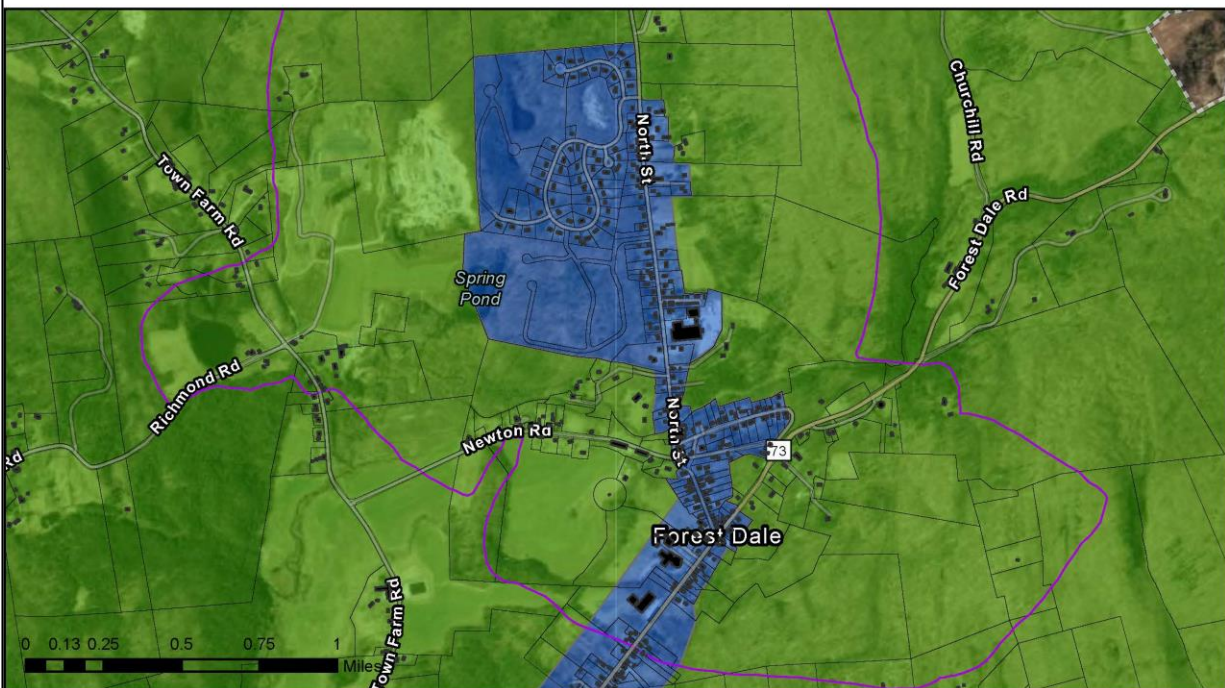 Churchill Rd
North St
Town Farm Rd
Forest Dale Rd
Spring
Pond
Richmond Rd
North St
Newton Rd
Rd
73
Forest Dale
Town Farm Rd
0 0.13 0.25 0.5 0.75 1
Miles